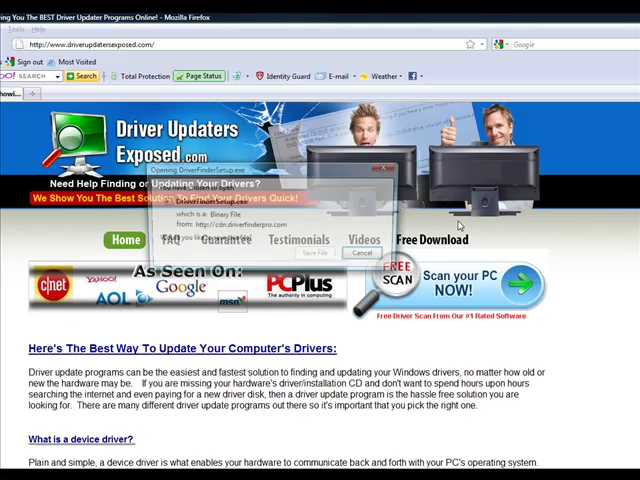 ing You The BEST Driver Updater Programs Online! - Mozilla Firefox
Tools Help
http://www.driverupdatersexposed.com/
Google
Sign out Most Visited
SEARCH Search Total Protection Page Status Identity Guard E-mail Weather
Driver Updaters
Exposed.com
Need Help Finding or Updating Your Drivers?
We Show You The Best Solution To Find Your Drivers Quick!
Opening DriverFinderSetup.exe
DriverFinderSetup.exe
which is a: Binary File
from: http://cdn.driverfinderpro.com
Save File Cancel
Home FAQ Guarantee Testimonials Videos Free Download
As Seen On:
c|net YAHOO! AOL Google msn PCPlus
The authority in computing
FREE
SCAN
Scan your PC
NOW!
Free Driver Scan From Our #1 Rated Software
Here's The Best Way To Update Your Computer's Drivers:
Driver update programs can be the easiest and fastest solution to finding and updating your Windows drivers, no matter how old or
new the hardware may be. If you are missing your hardware's driver/installation CD and don't want to spend hours upon hours
searching the internet and even paying for a new driver disk, then a driver update program is the hassle free solution you are
looking for. There are many different driver update programs out there so it's important that you pick the right one.
What is a device driver?
Plain and simple, a device driver is what enables your hardware to communicate back and forth with your PC's operating system.